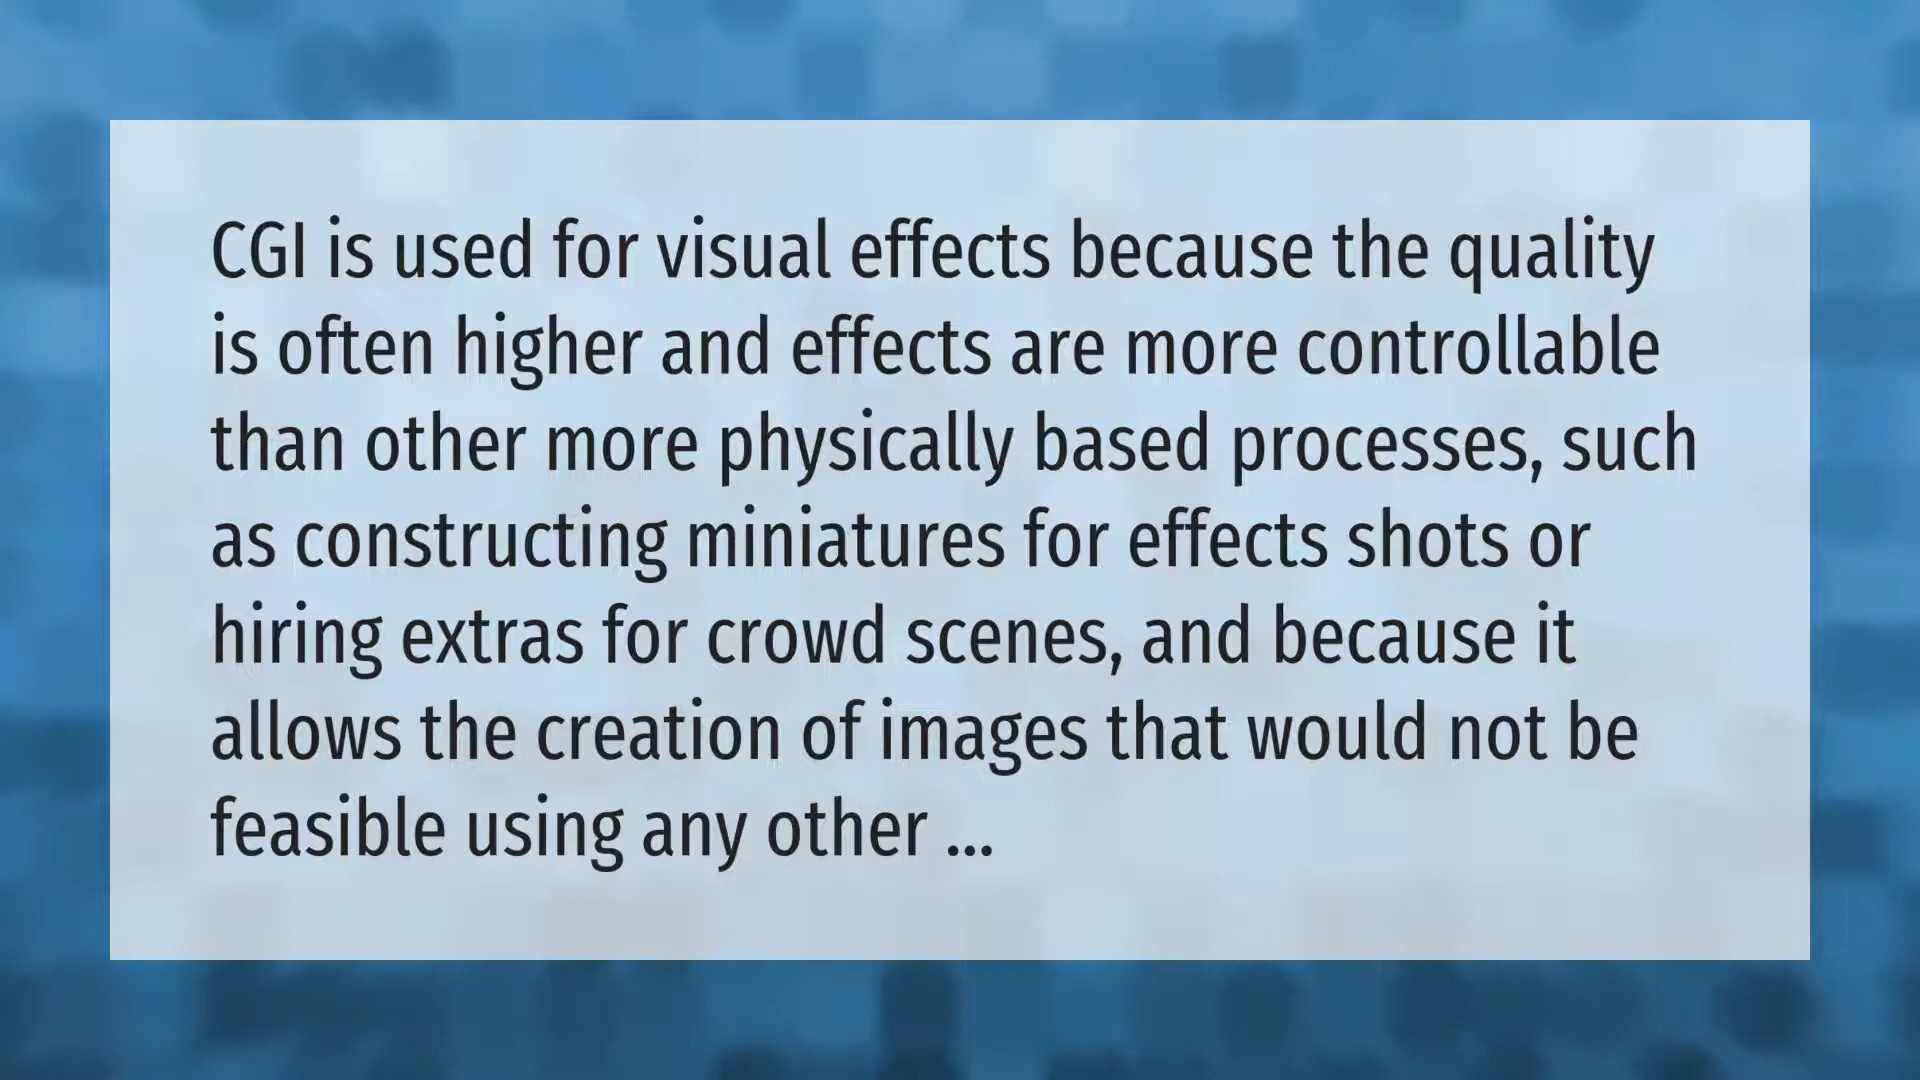 CGI is used for visual effects because the quality
is often higher and effects are more controllable
than other more physically based processes, such
as constructing miniatures for effects shots or
hiring extras for crowd scenes, and because it
allows the creation of images that would not be
feasible using any other ...